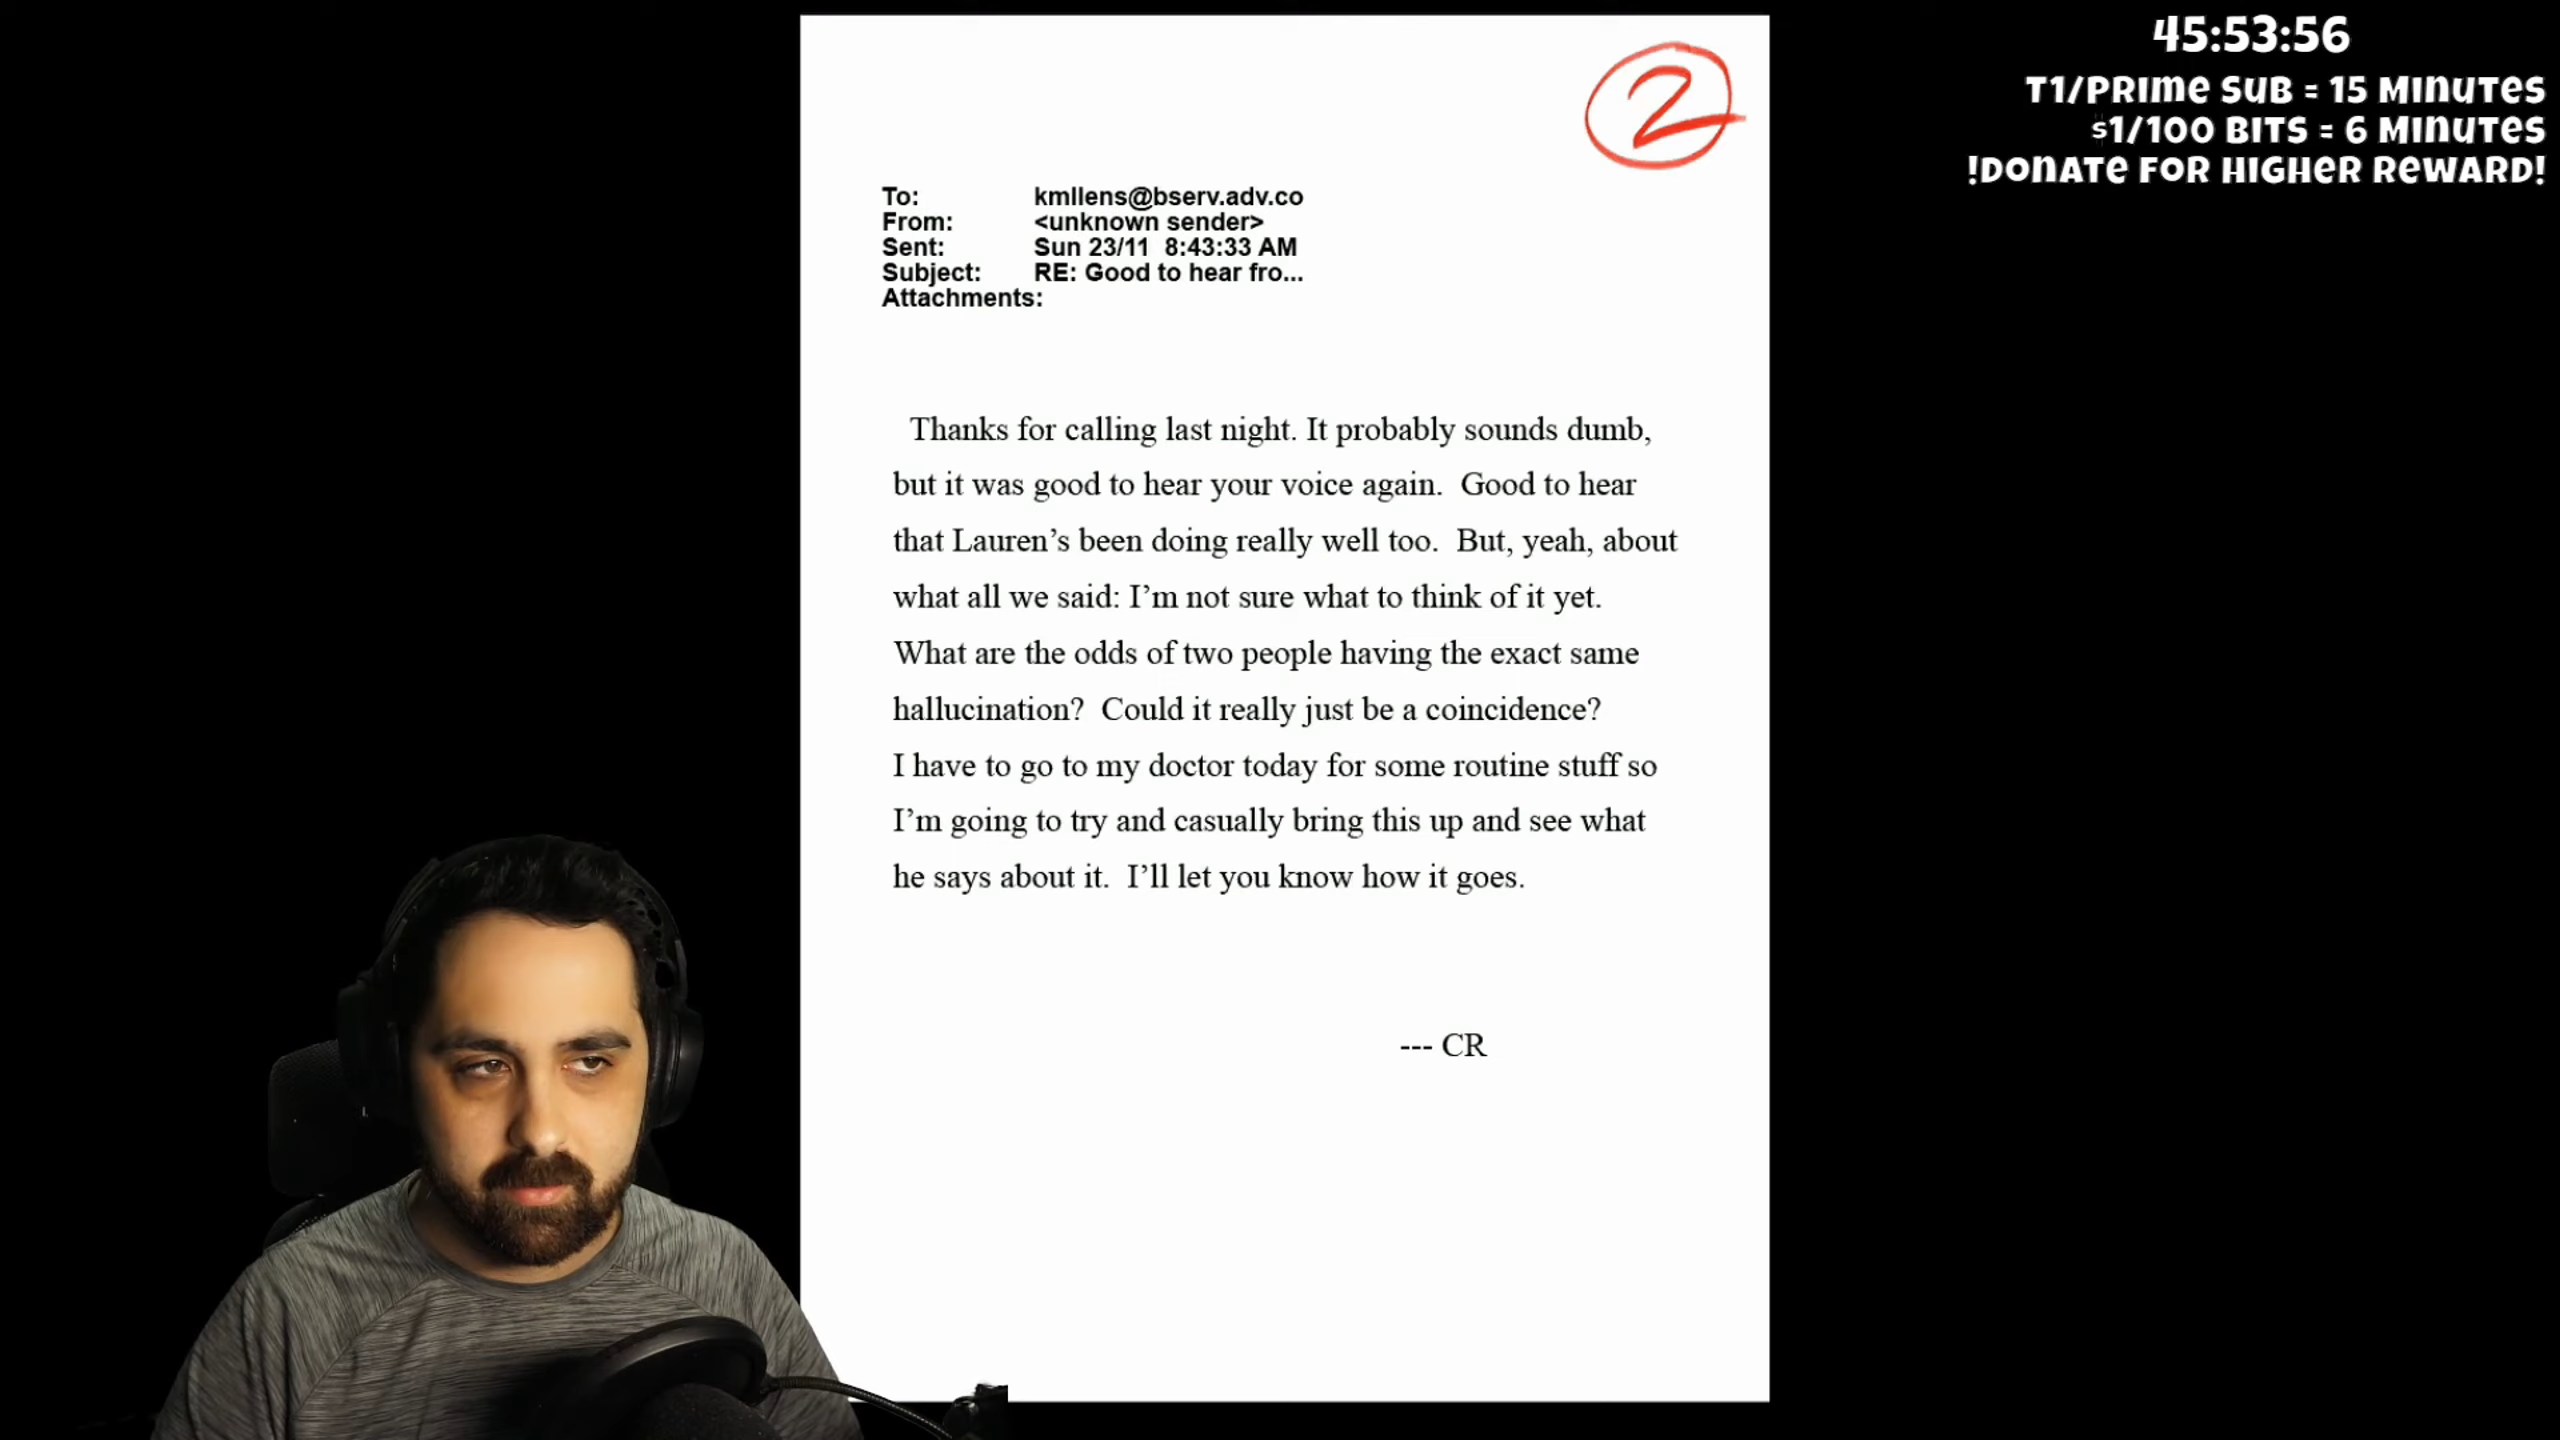 45:53:56
T1/PRIME SUB = 15 MINUTES
$1/100 BITS = 6 MINUTES
!DONATE FOR HIGHER REWARD!
2
To: kmllens@bserv.adv.co
From: <unknown sender>
Sent: Sun 23/11 8:43:33 AM
Subject: RE: Good to hear fro...
Attachments:
Thanks for calling last night. It probably sounds dumb,
but it was good to hear your voice again. Good to hear
that Lauren’s been doing really well too. But, yeah, about
what all we said: I’m not sure what to think of it yet.
What are the odds of two people having the exact same
hallucination? Could it really just be a coincidence?
I have to go to my doctor today for some routine stuff so
I’m going to try and casually bring this up and see what
he says about it. I’ll let you know how it goes.
--- CR